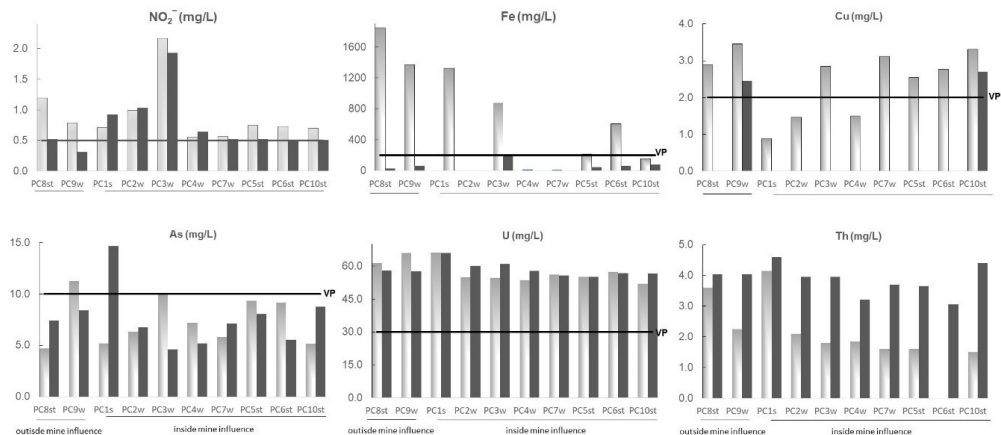 NO₂⁻ (mg/L)
2.0
1.5
1.0
0.5
0.0
PC8st PC9w PC1s PC2w PC3w PC4w PC7w PC5st PC6st PC10st
Fe (mg/L)
1600
1200
800
400
0
VP
PC8st PC9w PC1s PC2w PC3w PC4w PC7w PC5st PC6st PC10st
Cu (mg/L)
4.0
3.0
2.0
1.0
0.0
VP
PC8st PC9w PC1s PC2w PC3w PC4w PC7w PC5st PC6st PC10st
As (mg/L)
15.0
10.0
5.0
0.0
VP
PC8st PC9w PC1s PC2w PC3w PC4w PC7w PC5st PC6st PC10st
outisde mine influence inside mine influence
U (mg/L)
60.0
45.0
30.0
15.0
0.0
VP
PC8st PC9w PC1s PC2w PC3w PC4w PC7w PC5st PC6st PC10st
outside mine influence inside mine influence
Th (mg/L)
5.0
4.0
3.0
2.0
1.0
0.0
PC8st PC9w PC1s PC2w PC3w PC4w PC7w PC5st PC6st PC10st
outside mine influence inside mine influence